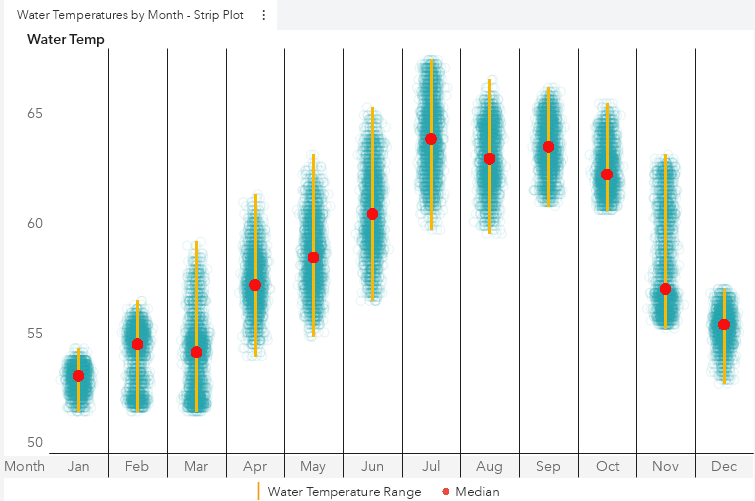 Water Temperatures by Month - Strip Plot
Water Temp
65
60
55
50
Month Jan Feb Mar Apr May Jun Jul Aug Sep Oct Nov Dec
Water Temperature Range Median